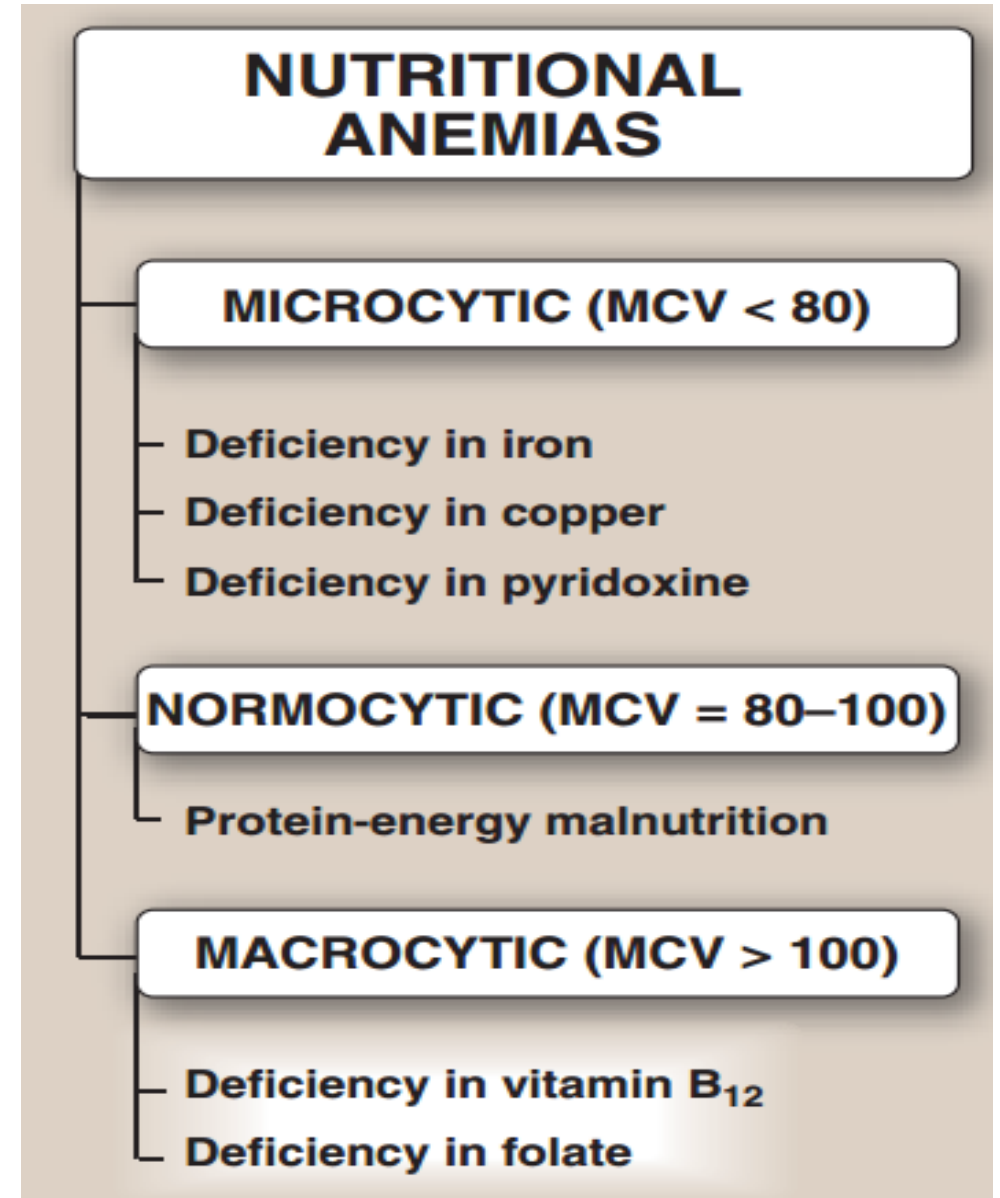 NUTRITIONAL
ANEMIAS
MICROCYTIC (MCV < 80)
Deficiency in iron
Deficiency in copper
Deficiency in pyridoxine
NORMOCYTIC (MCV = 80–100)
Protein-energy malnutrition
MACROCYTIC (MCV > 100)
Deficiency in vitamin B₁₂
Deficiency in folate